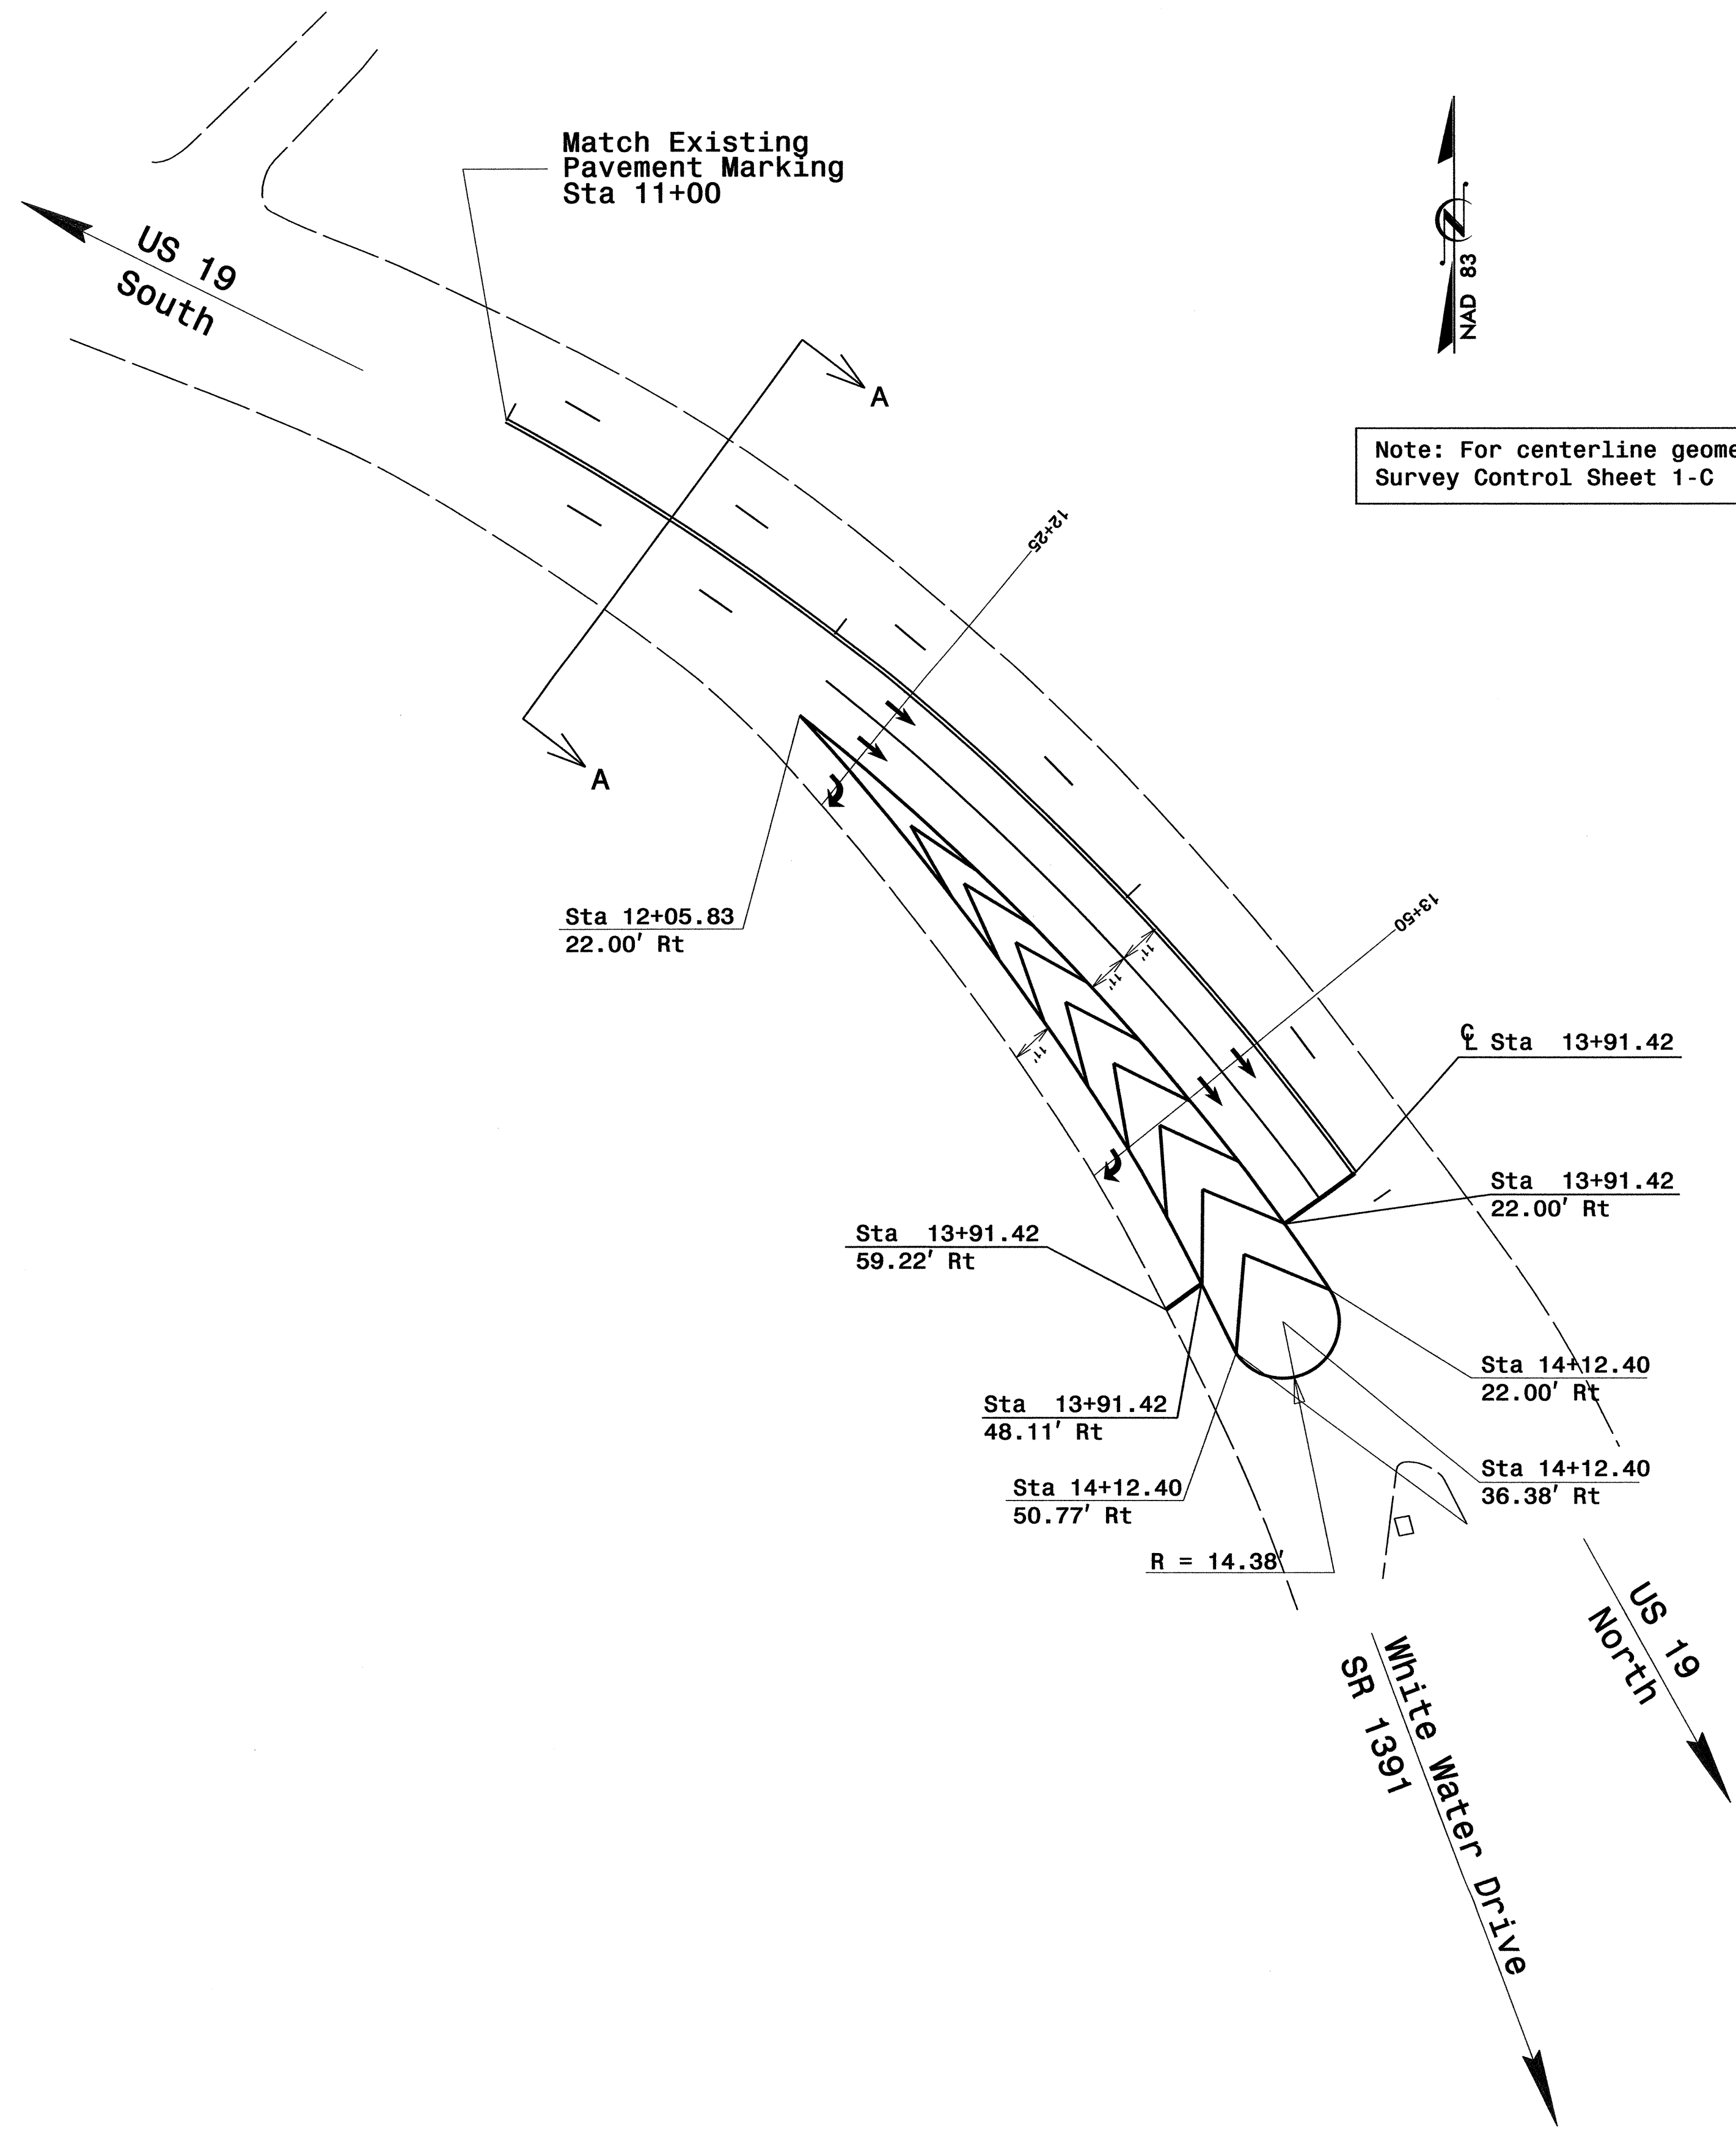 Match Existing
Pavement Marking
Sta 11+00
US 19
South
NAD 83
N
A
Note: For centerline geome
Survey Control Sheet 1-C
12+25
A
Sta 12+05.83
22.00' Rt
13+50
11'
11'
11'
℄ Sta 13+91.42
Sta 13+91.42
22.00' Rt
Sta 13+91.42
59.22' Rt
Sta 14+12.40
22.00' Rt
Sta 13+91.42
48.11' Rt
Sta 14+12.40
36.38' Rt
Sta 14+12.40
50.77' Rt
R = 14.38'
US 19
North
White Water Drive
SR 1391